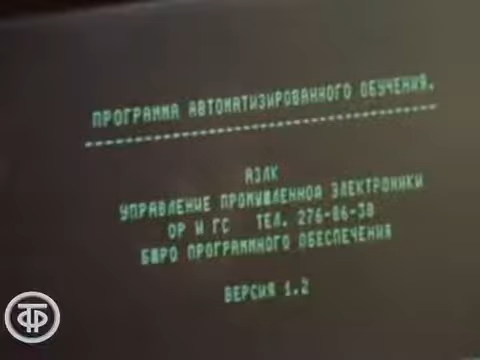 ПРОГРАММА АВТОМАТИЗИРОВАННОГО ОБУЧЕНИЯ.
----------------------------------------
АЗЛК
УПРАВЛЕНИЕ ПРОМЫШЛЕННОЙ ЭЛЕКТРОНИКИ
ОР И ГС ТЕЛ. 276-86-38
БЮРО ПРОГРАММНОГО ОБЕСПЕЧЕНИЯ
ВЕРСИЯ 1.2